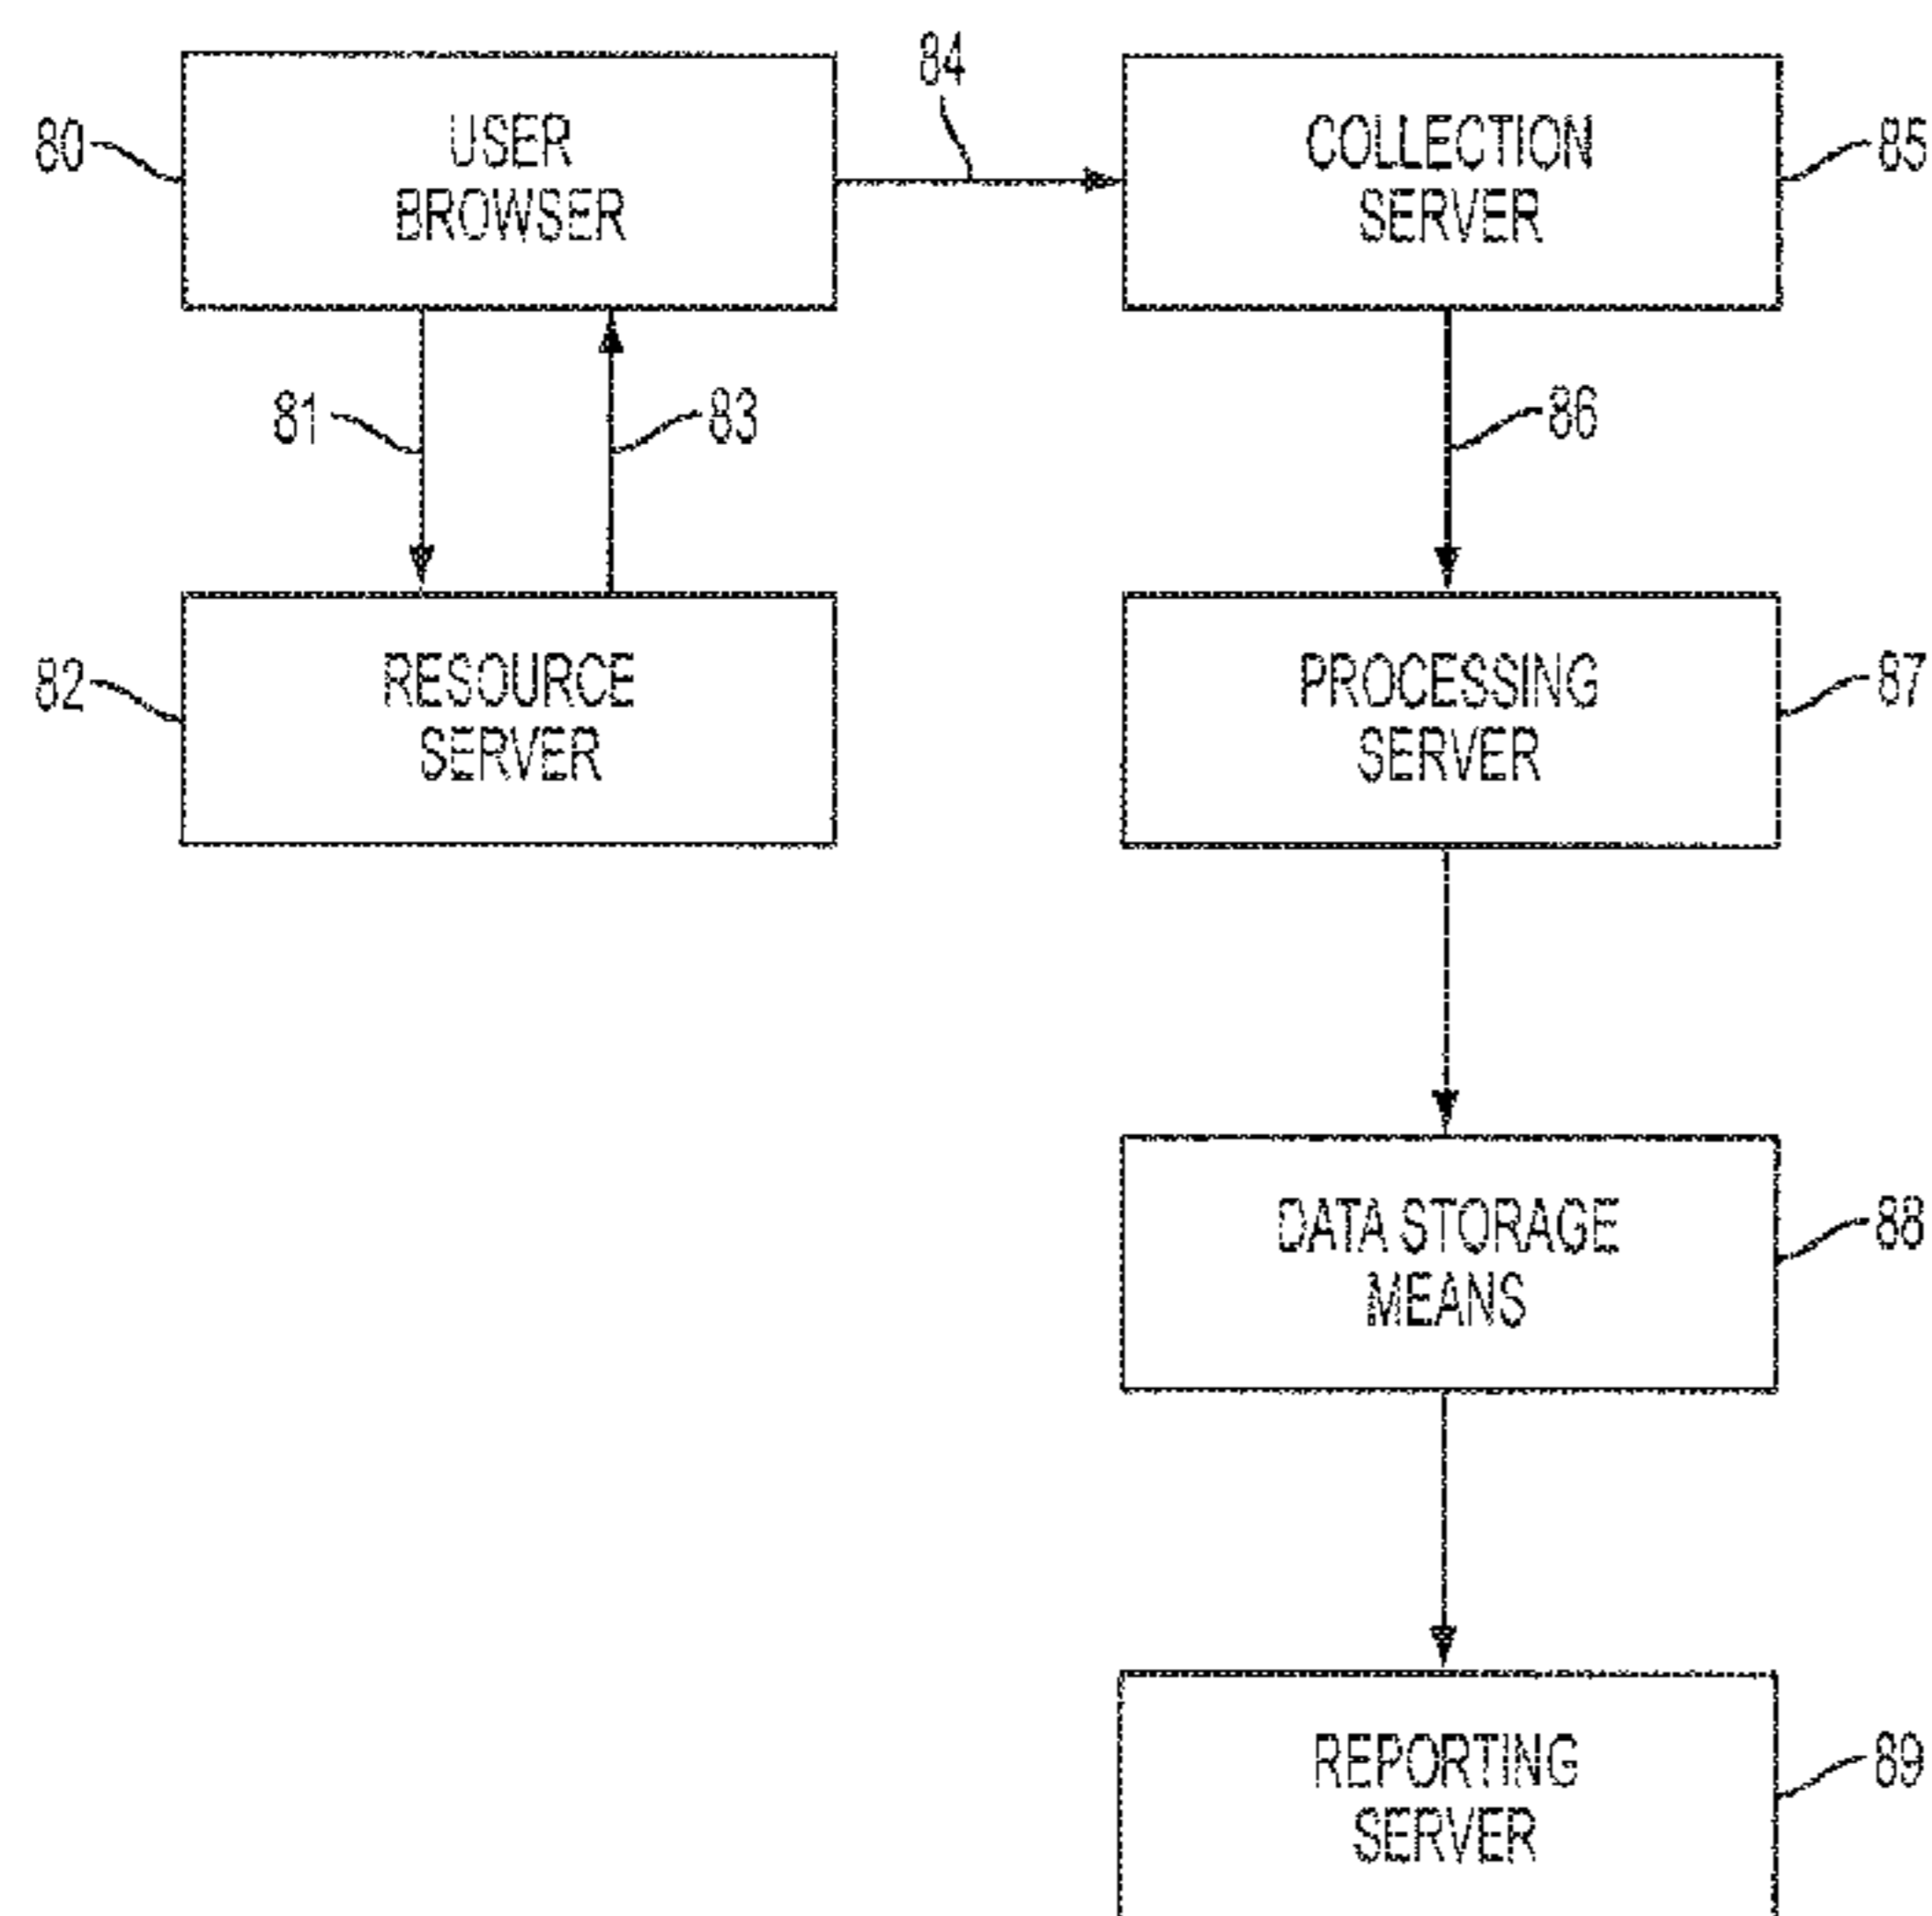 84
80
USER
BROWSER
COLLECTION
SERVER
85
81
83
86
82
RESOURCE
SERVER
PROCESSING
SERVER
87
DATA STORAGE
MEANS
88
REPORTING
SERVER
89